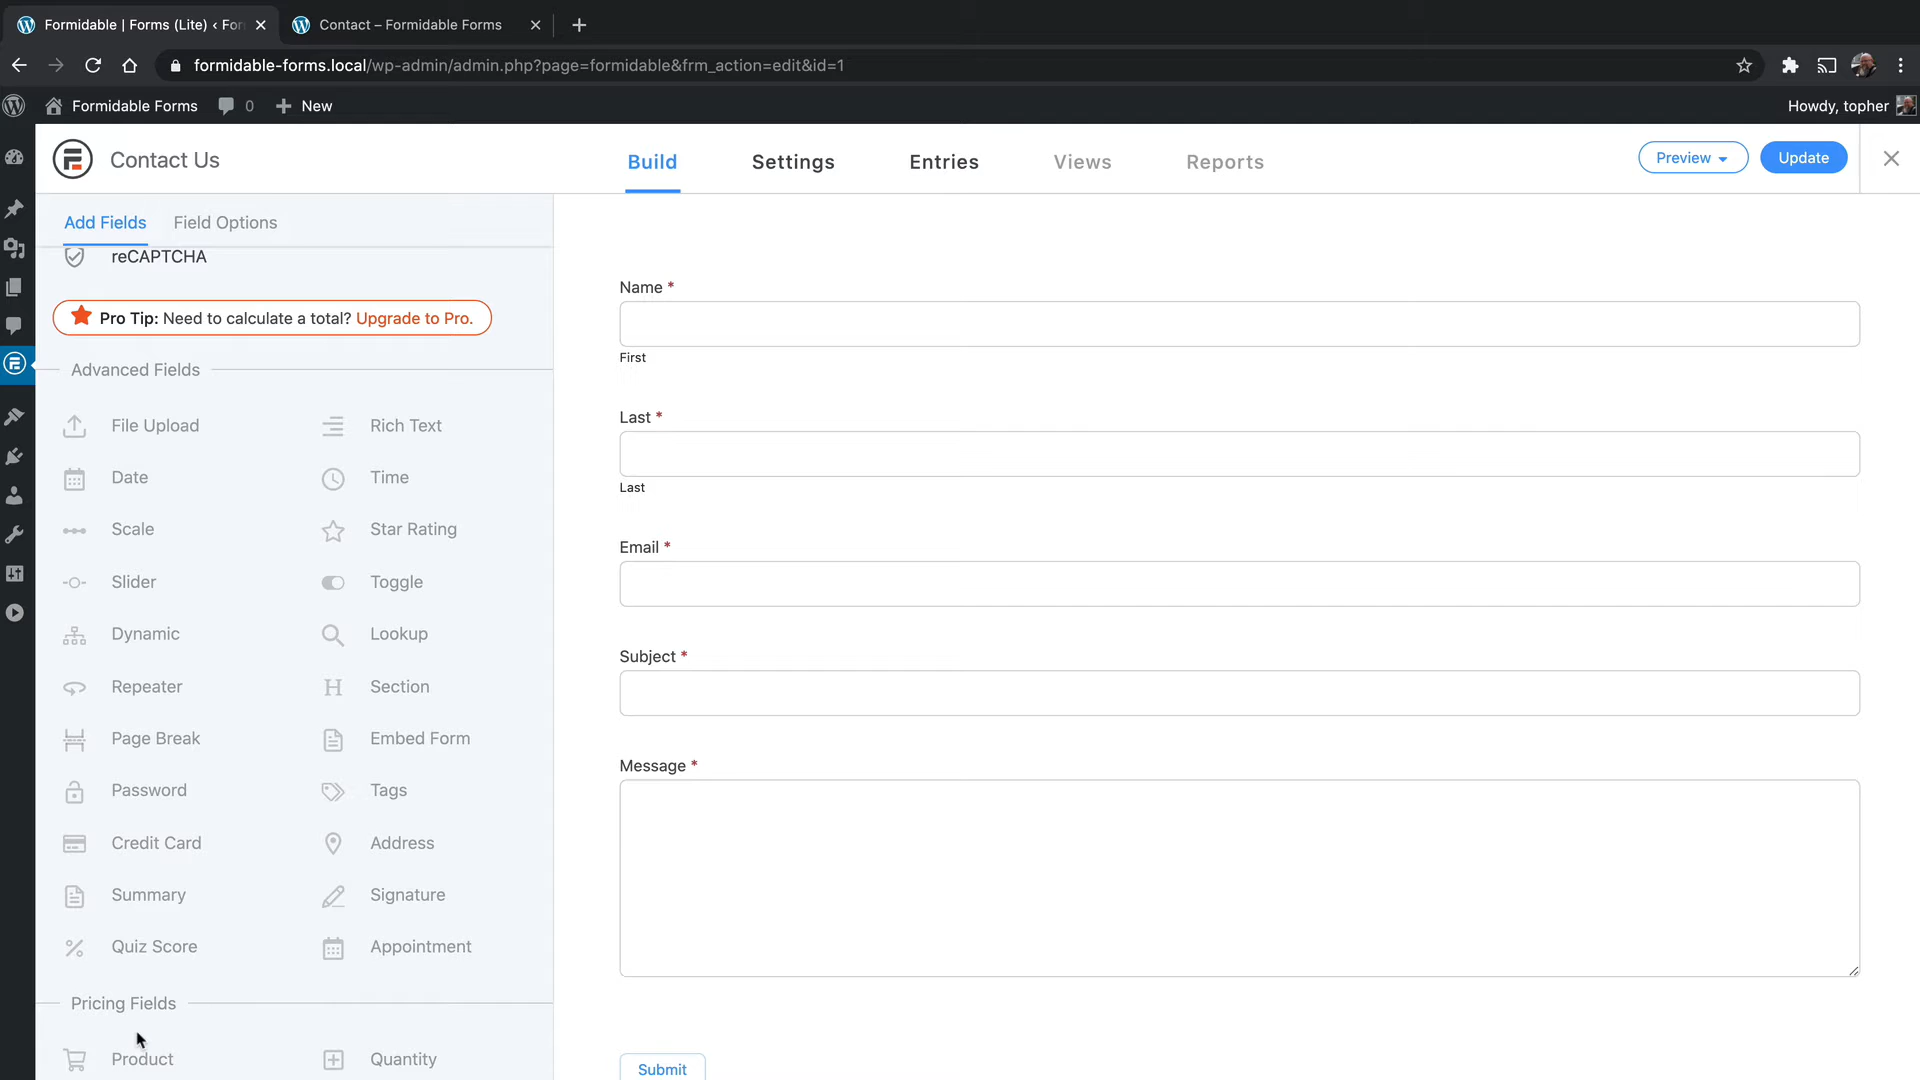 Formidable | Forms (Lite) ‹ For
Contact – Formidable Forms
formidable-forms.local/wp-admin/admin.php?page=formidable&frm_action=edit&id=1
Formidable Forms 0 New
Howdy, topher
Contact Us
Build Settings Entries Views Reports
Preview Update
Add Fields Field Options
reCAPTCHA
Pro Tip: Need to calculate a total? Upgrade to Pro.
Advanced Fields
File Upload Rich Text
Date Time
Scale Star Rating
Slider Toggle
Dynamic Lookup
Repeater Section
Page Break Embed Form
Password Tags
Credit Card Address
Summary Signature
Quiz Score Appointment
Pricing Fields
Product Quantity
Name *
First
Last *
Last
Email *
Subject *
Message *
Submit